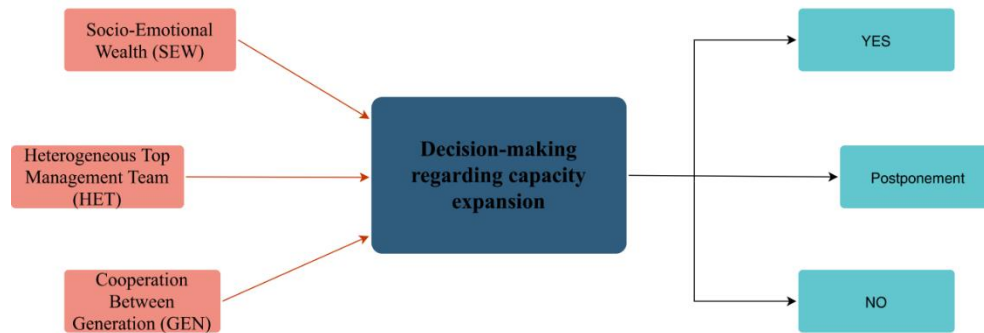 Socio-Emotional
Wealth (SEW)
Heterogeneous Top
Management Team
(HET)
Cooperation
Between
Generation (GEN)
Decision-making
regarding capacity
expansion
YES
Postponement
NO